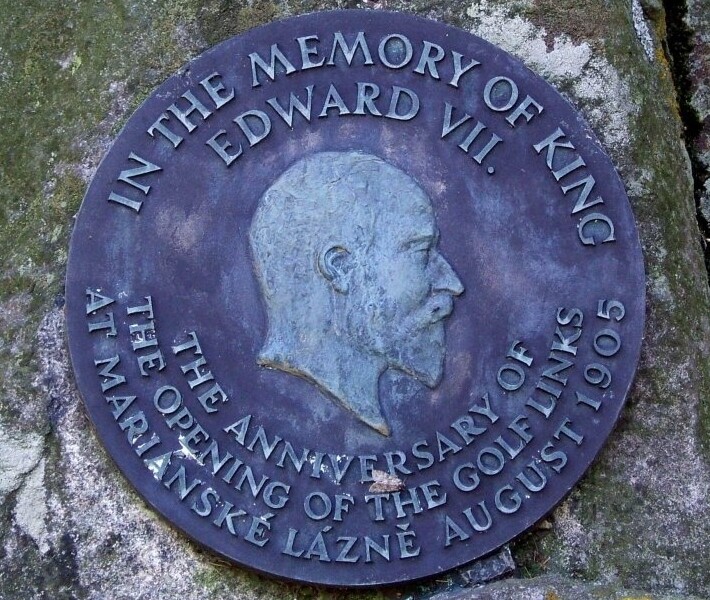 IN THE MEMORY OF KING
EDWARD VII.
THE ANNIVERSARY OF
THE OPENING OF THE GOLF LINKS
AT MARIÁNSKÉ LÁZNĚ AUGUST 1905